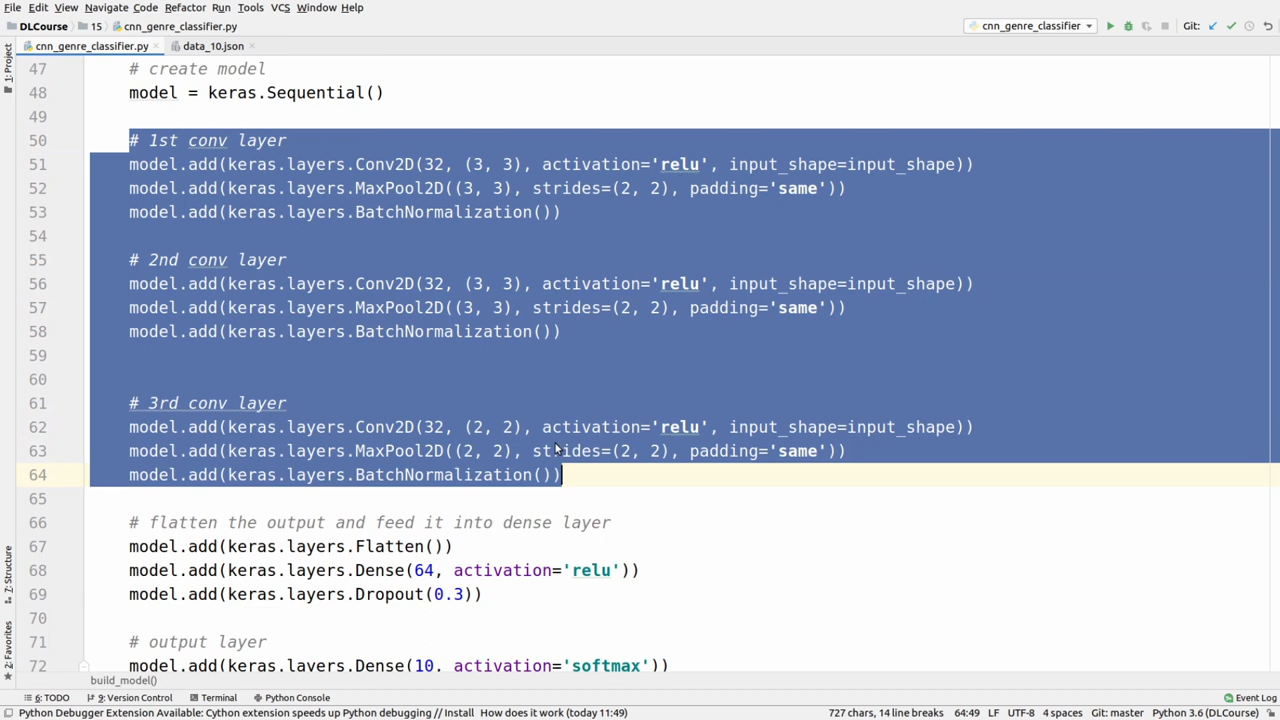 File Edit View Navigate Code Refactor Run Tools VCS Window Help
DLCourse 15 cnn_genre_classifier.py cnn_genre_classifier Git:
1: Project cnn_genre_classifier.py data_10.json
47 # create model
48 model = keras.Sequential()
49
50 # 1st conv layer
51 model.add(keras.layers.Conv2D(32, (3, 3), activation='relu', input_shape=input_shape))
52 model.add(keras.layers.MaxPool2D((3, 3), strides=(2, 2), padding='same'))
53 model.add(keras.layers.BatchNormalization())
54
55 # 2nd conv layer
56 model.add(keras.layers.Conv2D(32, (3, 3), activation='relu', input_shape=input_shape))
57 model.add(keras.layers.MaxPool2D((3, 3), strides=(2, 2), padding='same'))
58 model.add(keras.layers.BatchNormalization())
59
60
61 # 3rd conv layer
62 model.add(keras.layers.Conv2D(32, (2, 2), activation='relu', input_shape=input_shape))
63 model.add(keras.layers.MaxPool2D((2, 2), strides=(2, 2), padding='same'))
64 model.add(keras.layers.BatchNormalization())
65
66 # flatten the output and feed it into dense layer
67 model.add(keras.layers.Flatten())
68 model.add(keras.layers.Dense(64, activation='relu'))
69 model.add(keras.layers.Dropout(0.3))
70
71 # output layer
72 model.add(keras.layers.Dense(10, activation='softmax'))
7: Structure
2: Favorites
build_model()
6: TODO 9: Version Control Terminal Python Console Event Log
Python Debugger Extension Available: Cython extension speeds up Python debugging // Install How does it work (today 11:49) 727 chars, 14 line breaks 64:49 LF UTF-8 4 spaces Git: master Python 3.6 (DLCourse)